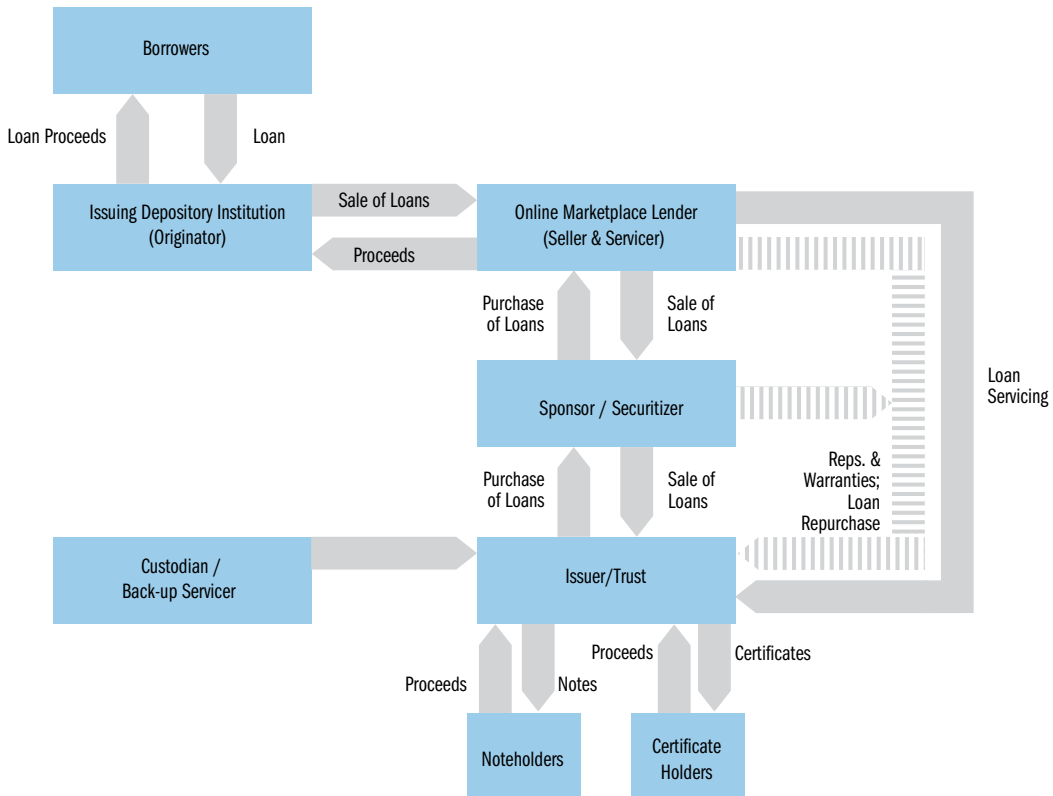 Borrowers
Loan Proceeds
Loan
Issuing Depository Institution
(Originator)
Sale of Loans
Proceeds
Online Marketplace Lender
(Seller & Servicer)
Purchase
of Loans
Sale of
Loans
Loan
Servicing
Sponsor / Securitizer
Reps. &
Warranties;
Loan
Repurchase
Purchase
of Loans
Sale of
Loans
Custodian /
Back-up Servicer
Issuer/Trust
Proceeds
Notes
Proceeds
Certificates
Noteholders
Certificate
Holders